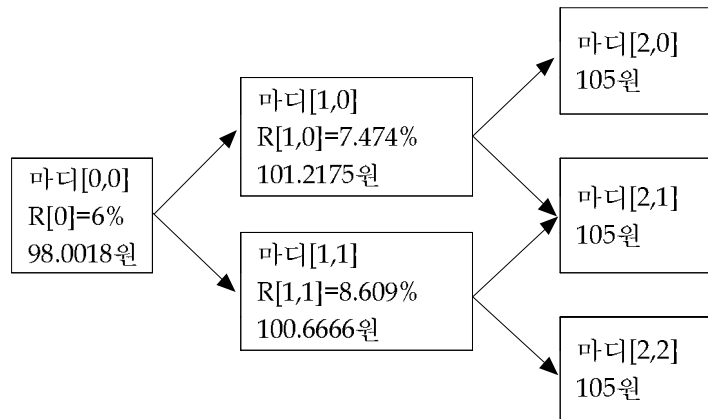 마디[0,0]
R[0]=6%
98.0018원
마디[1,0]
R[1,0]=7.474%
101.2175원
마디[1,1]
R[1,1]=8.609%
100.6666원
마디[2,0]
105원
마디[2,1]
105원
마디[2,2]
105원